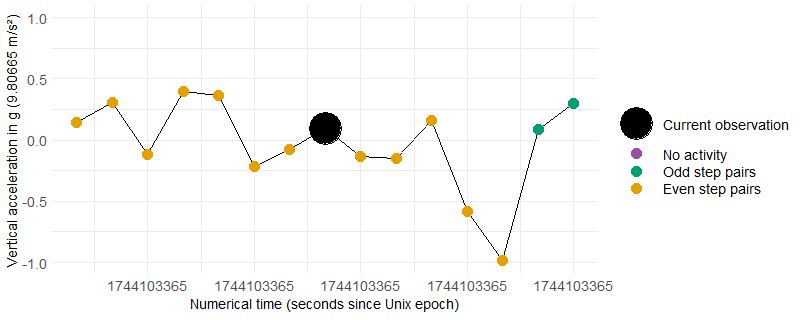 Vertical acceleration in g (9.80665 m/s²)
1.0
0.5
0.0
-0.5
-1.0
1744103365 1744103365 1744103365 1744103365 1744103365
Numerical time (seconds since Unix epoch)
Current observation
No activity
Odd step pairs
Even step pairs